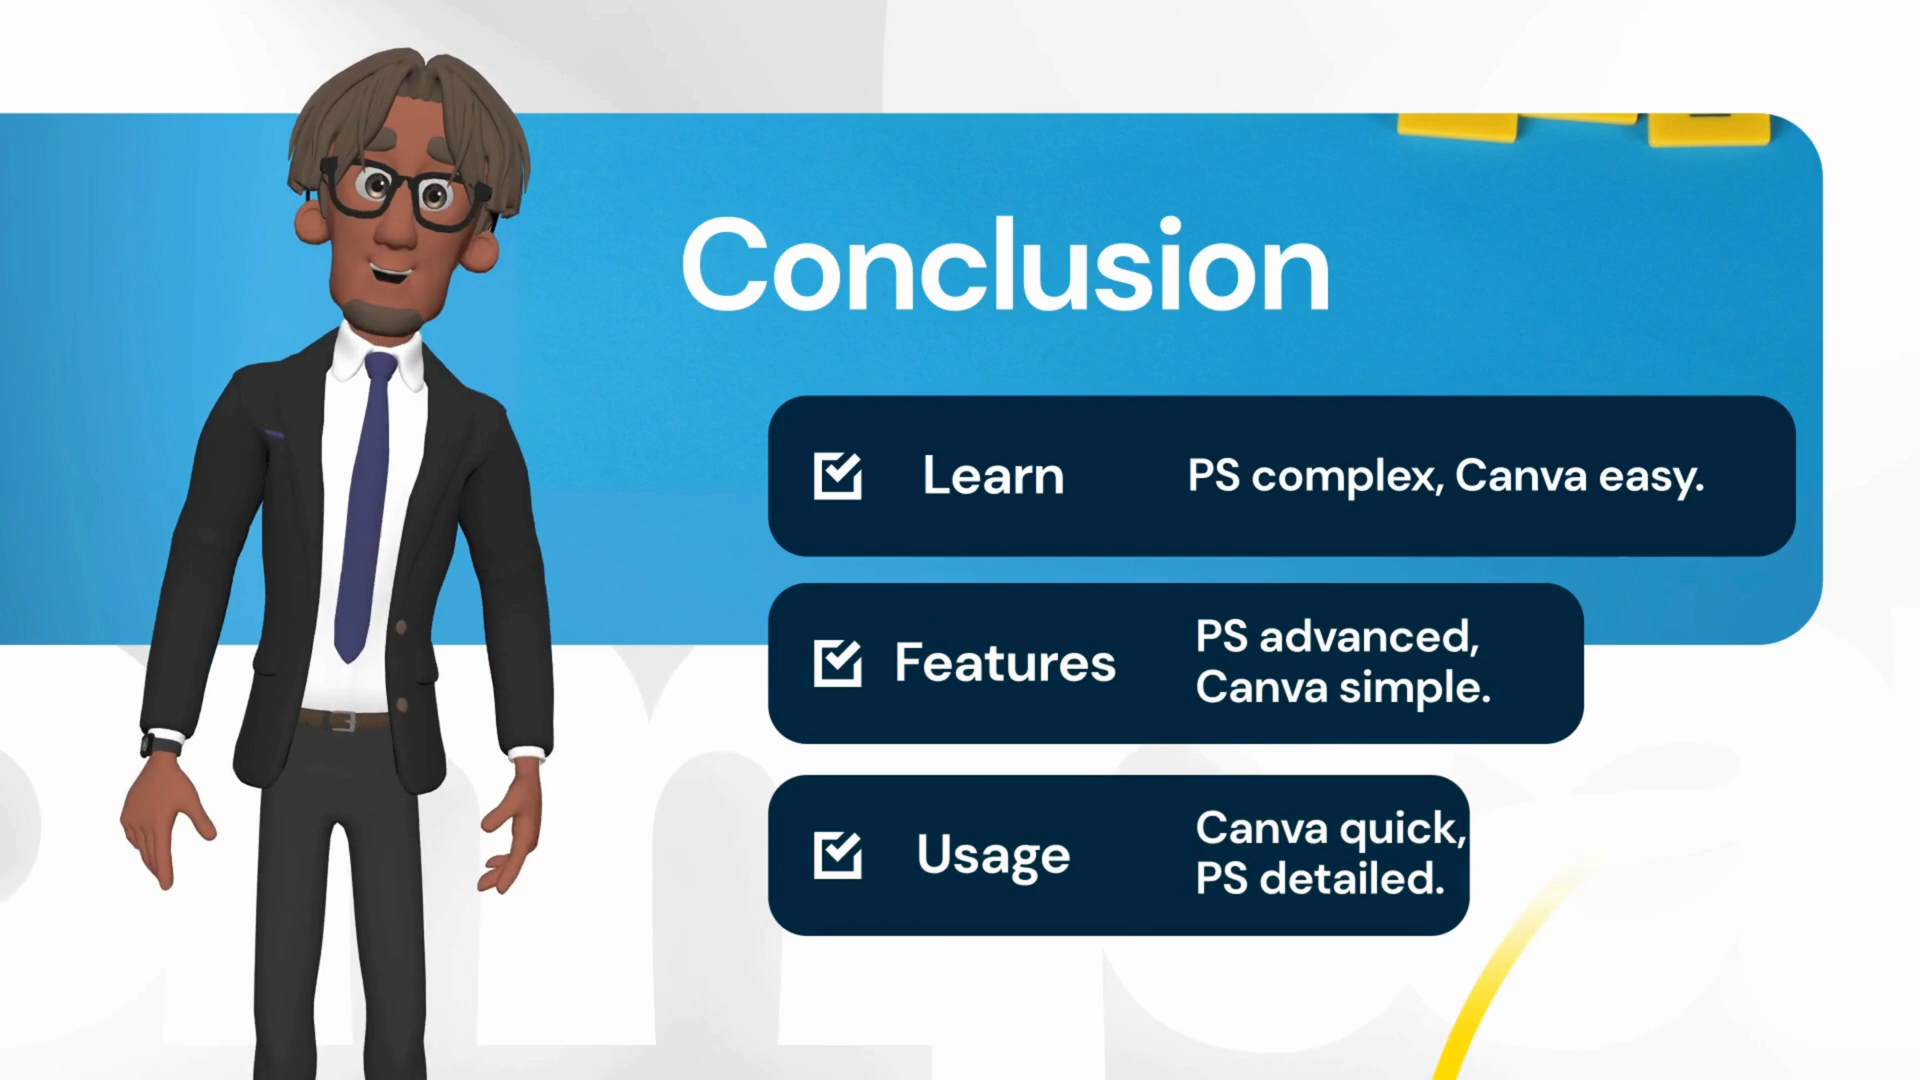 Conclusion
Learn
PS complex, Canva easy.
Features
PS advanced,
Canva simple.
Usage
Canva quick,
PS detailed.